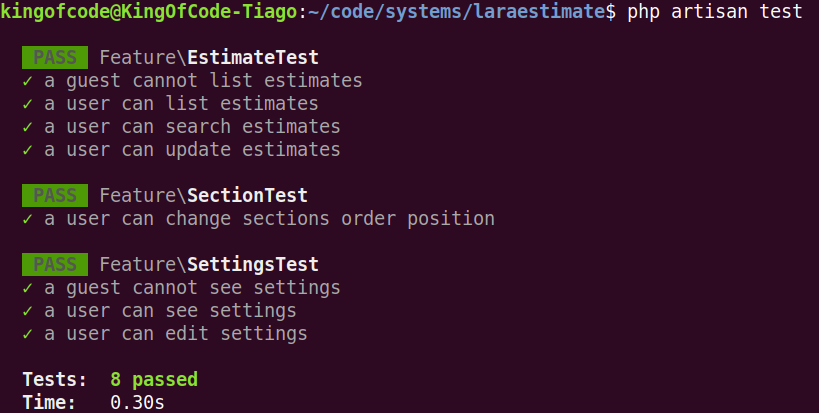 kingofcode@KingOfCode-Tiago:~/code/systems/laraestimate$ php artisan test
PASS Feature\EstimateTest
✓ a guest cannot list estimates
✓ a user can list estimates
✓ a user can search estimates
✓ a user can update estimates
PASS Feature\SectionTest
✓ a user can change sections order position
PASS Feature\SettingsTest
✓ a guest cannot see settings
✓ a user can see settings
✓ a user can edit settings
Tests: 8 passed
Time: 0.30s